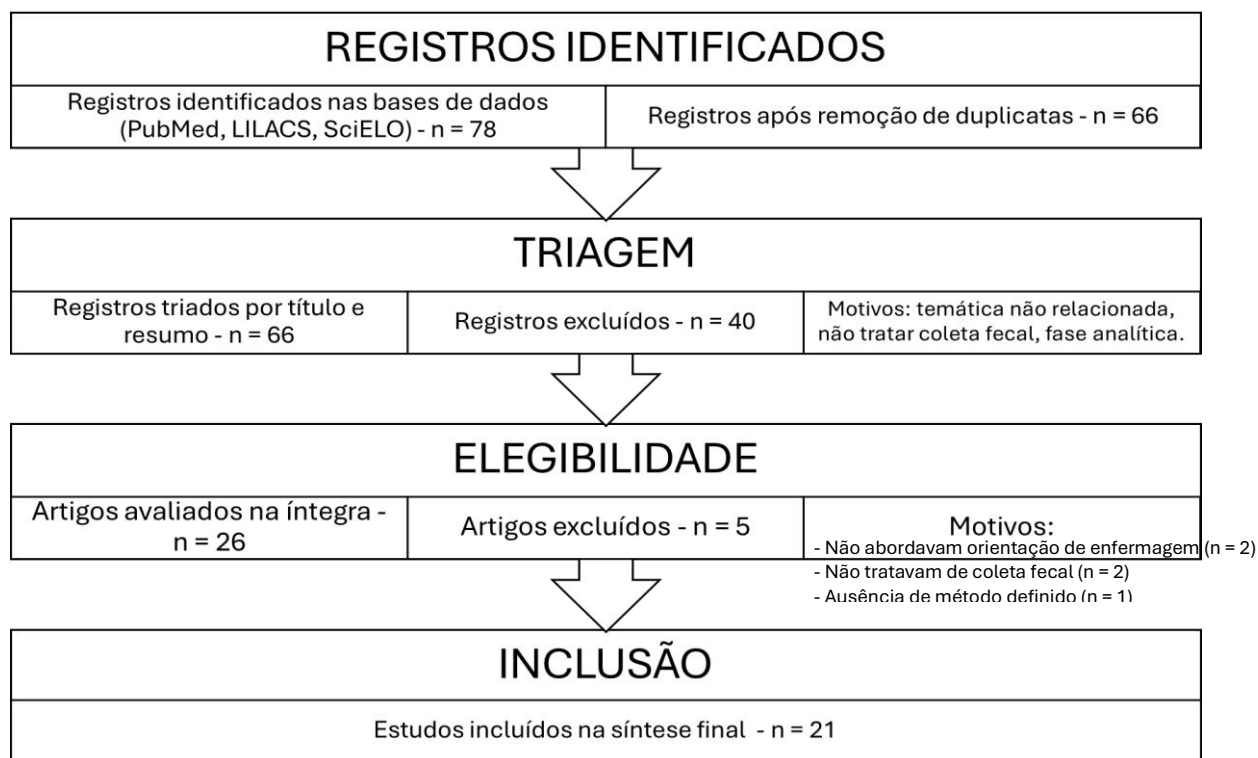 REGISTROS IDENTIFICADOS
Registros identificados nas bases de dados
(PubMed, LILACS, SciELO) - n = 78
Registros após remoção de duplicatas - n = 66
TRIAGEM
Registros triados por título e
resumo - n = 66
Registros excluídos - n = 40
Motivos: temática não relacionada,
não tratar coleta fecal, fase analítica.
ELEGIBILIDADE
Artigos avaliados na íntegra -
n = 26
Artigos excluídos - n = 5
Motivos:
- Não abordavam orientação de enfermagem (n = 2)
- Não tratavam de coleta fecal (n = 2)
- Ausência de método definido (n = 1)
INCLUSÃO
Estudos incluídos na síntese final - n = 21